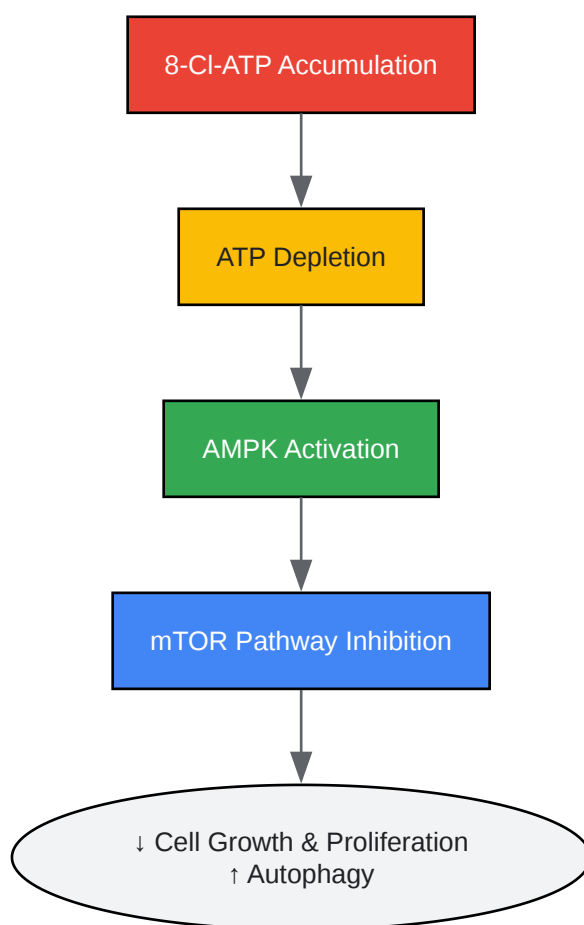 8-Cl-ATP Accumulation
ATP Depletion
AMPK Activation
mTOR Pathway Inhibition
↓ Cell Growth & Proliferation
↑ Autophagy